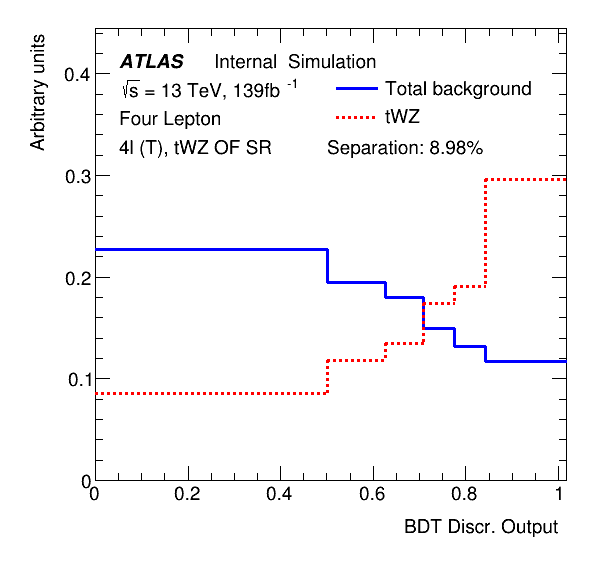 Arbitrary units
ATLAS Internal Simulation
√s = 13 TeV, 139fb -1
Four Lepton
4l (T), tWZ OF SR
Total background
tWZ
Separation: 8.98%
0.4
0.3
0.2
0.1
0
0 0.2 0.4 0.6 0.8 1
BDT Discr. Output